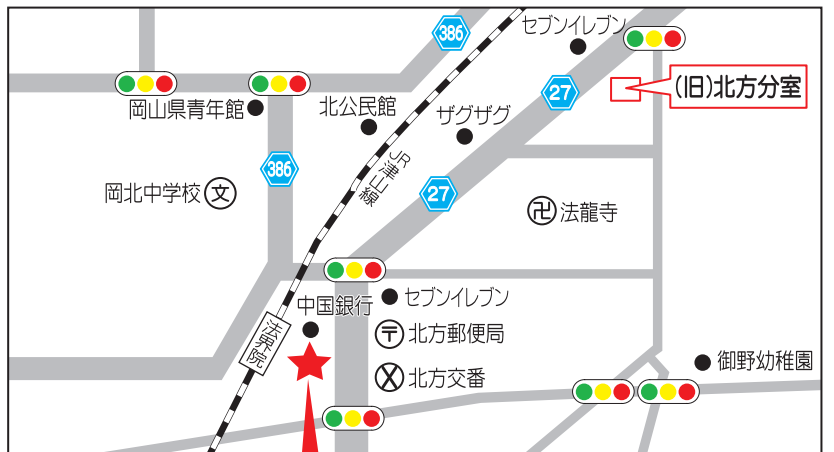 セブンイレブン
386
(旧)北方分室
27
岡山県青年館
北公民館
ザグザグ
JR津山線
386
岡北中学校
文
27
法龍寺
中国銀行
セブンイレブン
法界院
〒
北方郵便局
北方交番
御野幼稚園